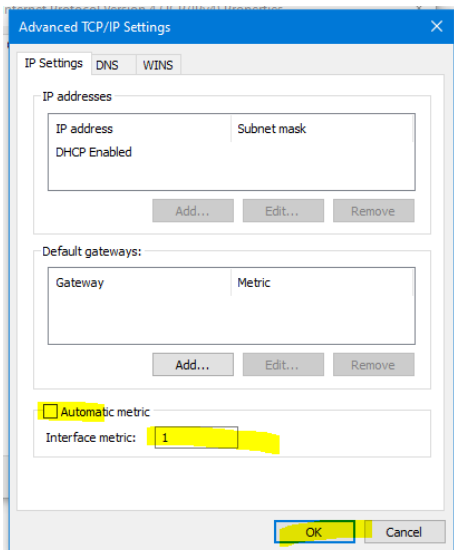 Advanced TCP/IP Settings
IP Settings DNS WINS
IP addresses
IP address Subnet mask
DHCP Enabled
Add... Edit... Remove
Default gateways:
Gateway Metric
Add... Edit... Remove
Automatic metric
Interface metric: 1
OK Cancel